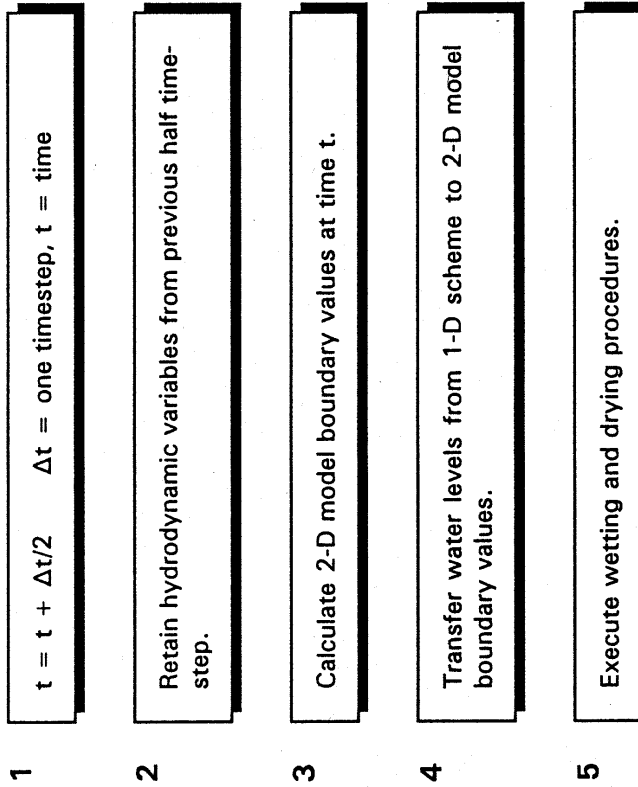 1
t = t + Δt/2 Δt = one timestep, t = time
2
Retain hydrodynamic variables from previous half time-
step.
3
Calculate 2-D model boundary values at time t.
4
Transfer water levels from 1-D scheme to 2-D model
boundary values.
5
Execute wetting and drying procedures.